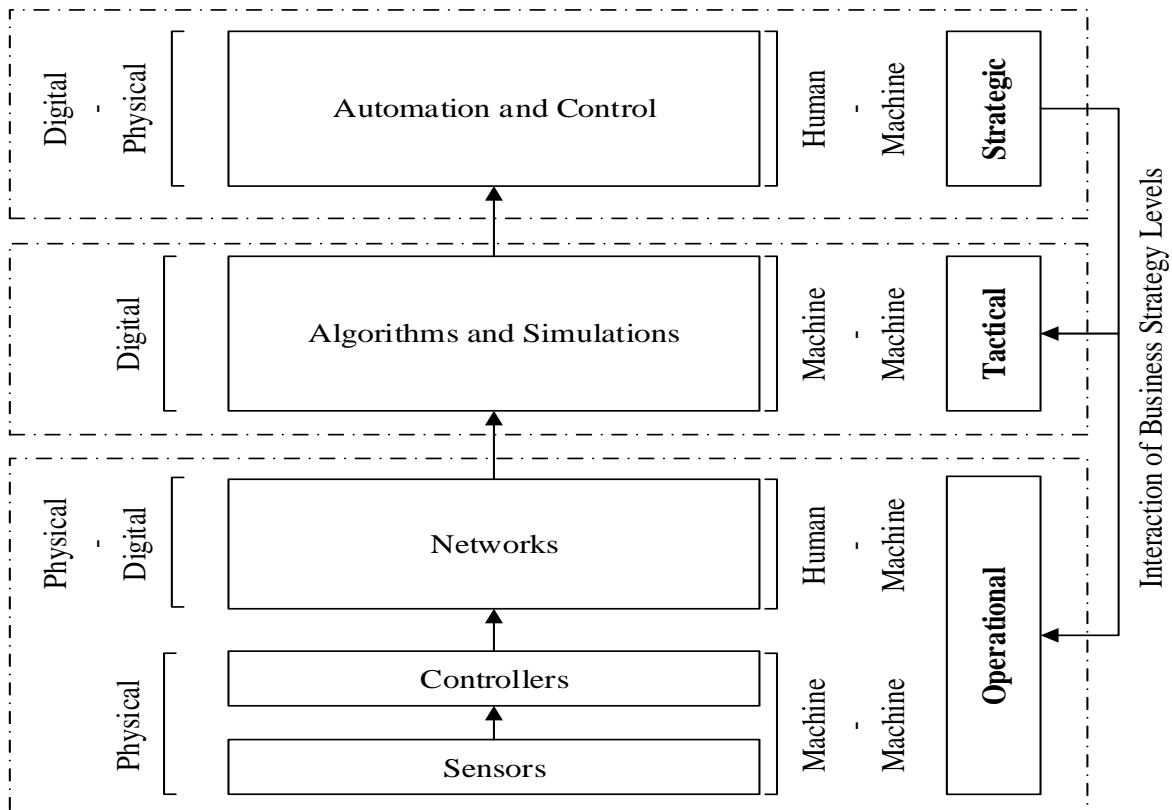 Digital
-
Physical
Automation and Control
Human
-
Machine
Strategic
Digital
Algorithms and Simulations
Machine
-
Machine
Tactical
Physical
-
Digital
Networks
Human
-
Machine
Operational
Physical
Controllers
Sensors
Machine
-
Machine
Interaction of Business Strategy Levels